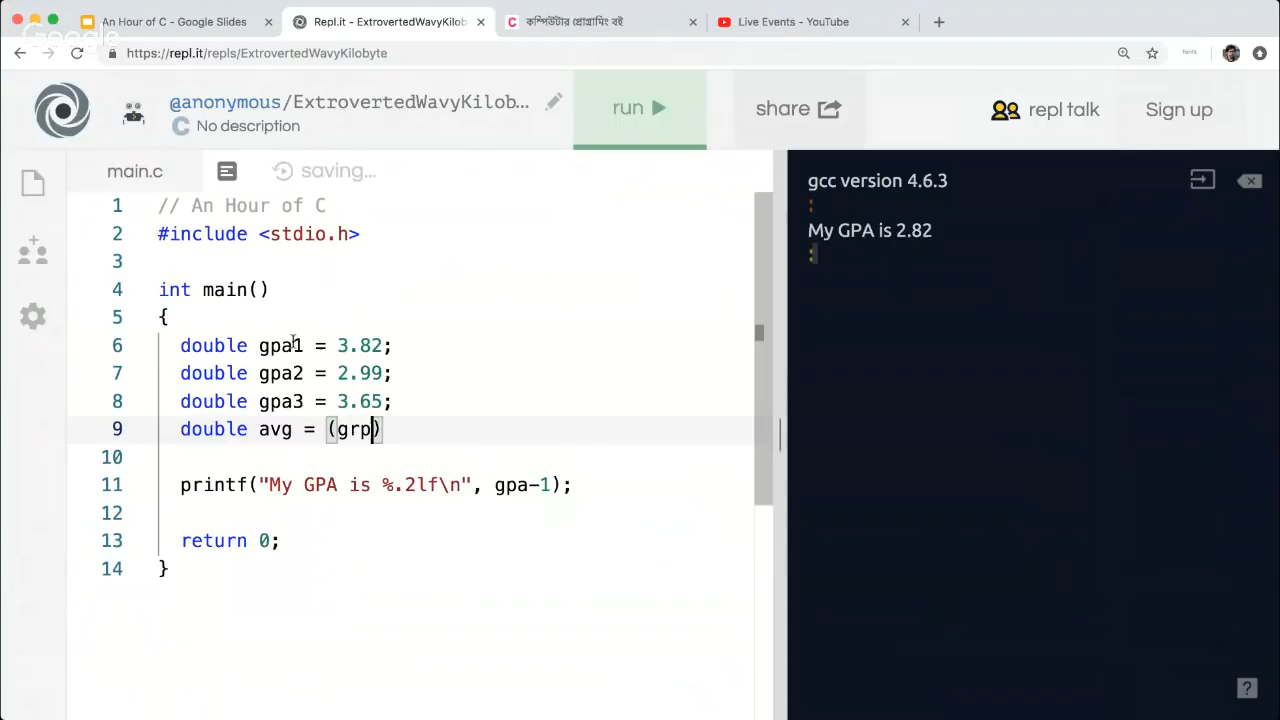 An Hour of C - Google Slides
Repl.it - ExtrovertedWavyKilob
কম্পিউটার প্রোগ্রামিং বই
Live Events - YouTube
Google
https://repl.it/repls/ExtrovertedWavyKilobyte
@anonymous/ExtrovertedWavyKilob...
No description
run
share
repl talk
Sign up
main.c
saving...
1 // An Hour of C
2 #include <stdio.h>
3
4 int main()
5 {
6 double gpa1 = 3.82;
7 double gpa2 = 2.99;
8 double gpa3 = 3.65;
9 double avg = (grp)
10
11 printf("My GPA is %.2lf\n", gpa-1);
12
13 return 0;
14 }
gcc version 4.6.3
My GPA is 2.82
?